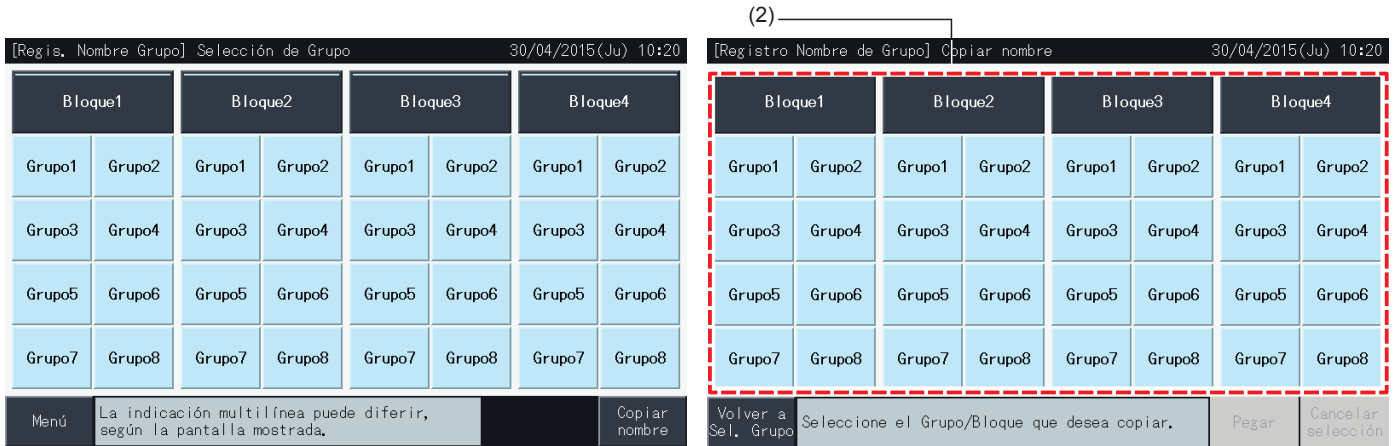 (2)
[Regis. Nombre Grupo] Selección de Grupo 30/04/2015(Ju) 10:20
Bloque1 Bloque2 Bloque3 Bloque4
Grupo1 Grupo2 Grupo1 Grupo2 Grupo1 Grupo2 Grupo1 Grupo2
Grupo3 Grupo4 Grupo3 Grupo4 Grupo3 Grupo4 Grupo3 Grupo4
Grupo5 Grupo6 Grupo5 Grupo6 Grupo5 Grupo6 Grupo5 Grupo6
Grupo7 Grupo8 Grupo7 Grupo8 Grupo7 Grupo8 Grupo7 Grupo8
Menú
La indicación multilínea puede diferir,
según la pantalla mostrada.
Copiar
nombre
[Registro Nombre de Grupo] Copiar nombre 30/04/2015(Ju) 10:20
Bloque1 Bloque2 Bloque3 Bloque4
Grupo1 Grupo2 Grupo1 Grupo2 Grupo1 Grupo2 Grupo1 Grupo2
Grupo3 Grupo4 Grupo3 Grupo4 Grupo3 Grupo4 Grupo3 Grupo4
Grupo5 Grupo6 Grupo5 Grupo6 Grupo5 Grupo6 Grupo5 Grupo6
Grupo7 Grupo8 Grupo7 Grupo8 Grupo7 Grupo8 Grupo7 Grupo8
Volver a
Sel. Grupo
Seleccione el Grupo/Bloque que desea copiar.
Pegar
Cancelar
selección